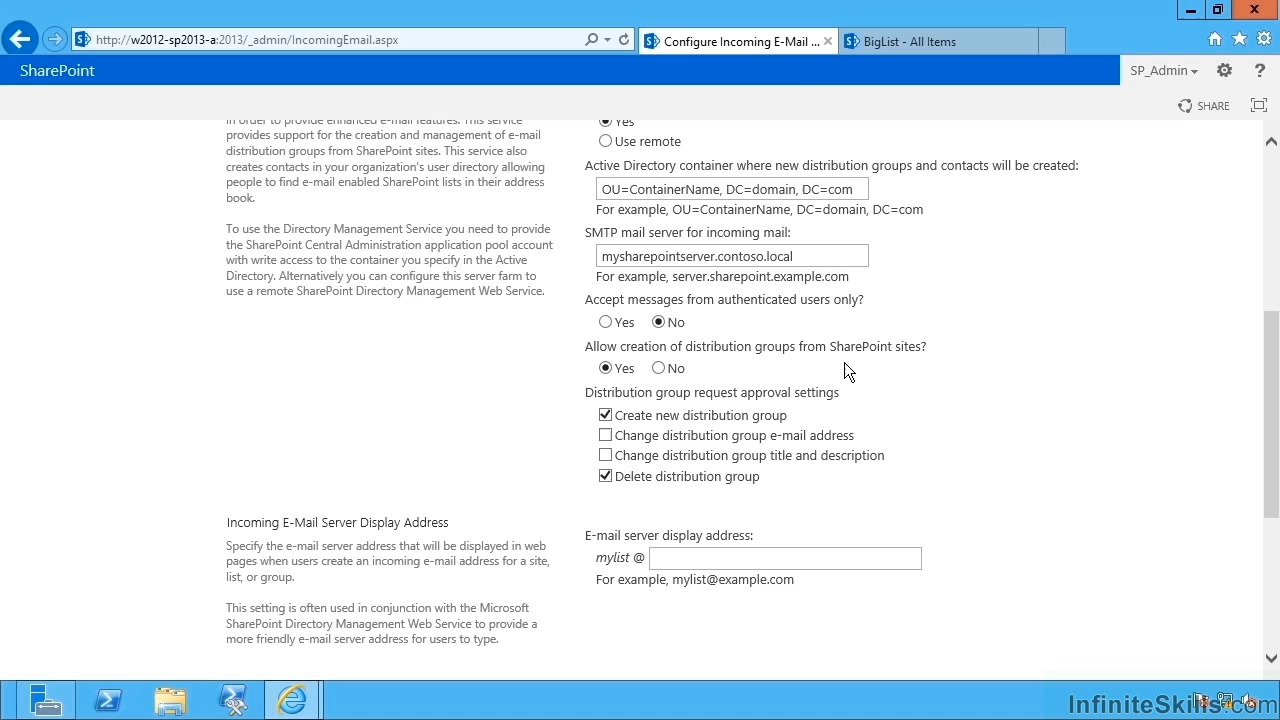 http://w2012-sp2013-a:2013/_admin/IncomingEmail.aspx
Configure Incoming E-Mail ...
BigList - All Items
SharePoint
SP_Admin
?
SHARE
in order to provide enhanced e-mail features. This service
provides support for the creation and management of e-mail
distribution groups from SharePoint sites. This service also
creates contacts in your organization's user directory allowing
people to find e-mail enabled SharePoint lists in their address
book.
To use the Directory Management Service you need to provide
the SharePoint Central Administration application pool account
with write access to the container you specify in the Active
Directory. Alternatively you can configure this server farm to
use a remote SharePoint Directory Management Web Service.
Yes
Use remote
Active Directory container where new distribution groups and contacts will be created:
OU=ContainerName, DC=domain, DC=com
For example, OU=ContainerName, DC=domain, DC=com
SMTP mail server for incoming mail:
mysharepointserver.contoso.local
For example, server.sharepoint.example.com
Accept messages from authenticated users only?
Yes No
Allow creation of distribution groups from SharePoint sites?
Yes No
Distribution group request approval settings
Create new distribution group
Change distribution group e-mail address
Change distribution group title and description
Delete distribution group
Incoming E-Mail Server Display Address
Specify the e-mail server address that will be displayed in web
pages when users create an incoming e-mail address for a site,
list, or group.
This setting is often used in conjunction with the Microsoft
SharePoint Directory Management Web Service to provide a
more friendly e-mail server address for users to type.
E-mail server display address:
mylist @
For example, mylist@example.com
InfiniteSkills.com